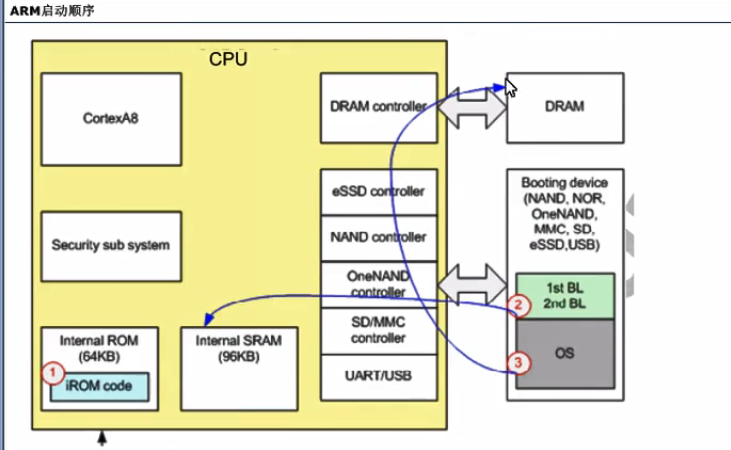 ARM启动顺序
CPU
CortexA8
DRAM controller
DRAM
eSSD controller
Booting device
(NAND, NOR,
OneNAND,
MMC, SD,
eSSD,USB)
Security sub system
NAND controller
OneNAND
controller
1st BL
2nd BL
2
Internal ROM
(64KB)
1
iROM code
Internal SRAM
(96KB)
SD/MMC
controller
OS
3
UART/USB